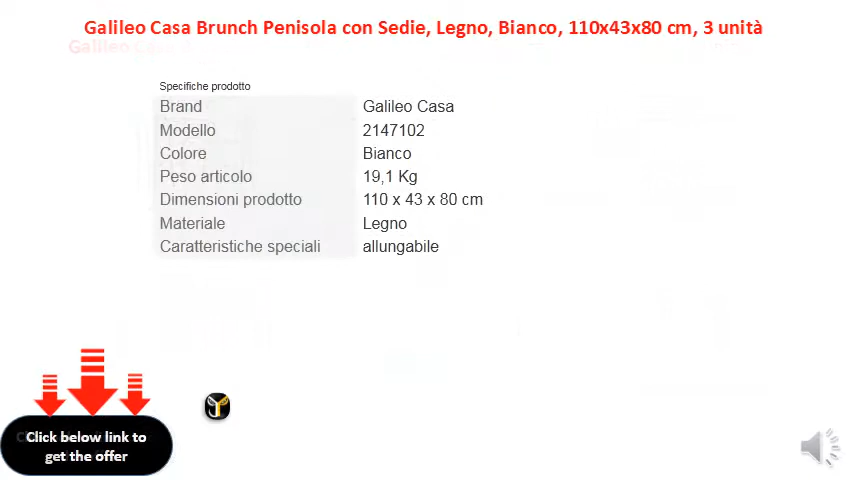 Galileo Casa Brunch Penisola con Sedie, Legno, Bianco, 110x43x80 cm, 3 unità
Specifiche prodotto
Brand Galileo Casa
Modello 2147102
Colore Bianco
Peso articolo 19,1 Kg
Dimensioni prodotto 110 x 43 x 80 cm
Materiale Legno
Caratteristiche speciali allungabile
Click below link to
get the offer